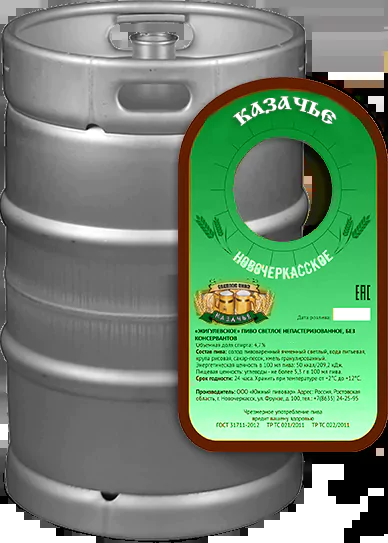 КАЗАЧЬЕ
НОВОЧЕРКАССКОЕ
СВЕТЛОЕ ПИВО
КАЗАЧЬЕ
ЕАС
Дата розлива:
«ЖИГУЛЕВСКОЕ» ПИВО СВЕТЛОЕ НЕПАСТЕРИЗОВАННОЕ, БЕЗ
КОНСЕРВАНТОВ
Объемная доля спирта: 4,7%
Состав пива: солод пивоваренный ячменный светлый, вода питьевая,
крупа рисовая, сахар-песок, хмель гранулированный.
Энергетическая ценность в 100 мл пива: 50 ккал/209,2 кДж.
Пищевая ценность: углеводы - не более 5,3 г в 100 мл пива.
Срок годности: 24 часа. Хранить при температуре от +2°С до +12°С.
Производитель: ООО «Южный пивовар». Адрес: Россия, Ростовская
область, г. Новочеркасск, ул. Фрунзе, д. 100, тел.: +7(8635) 24-25-95
Чрезмерное употребление пива
вредит вашему здоровью
ГОСТ 31711-2012 ТР ТС 021/2011 ТР ТС 022/2011